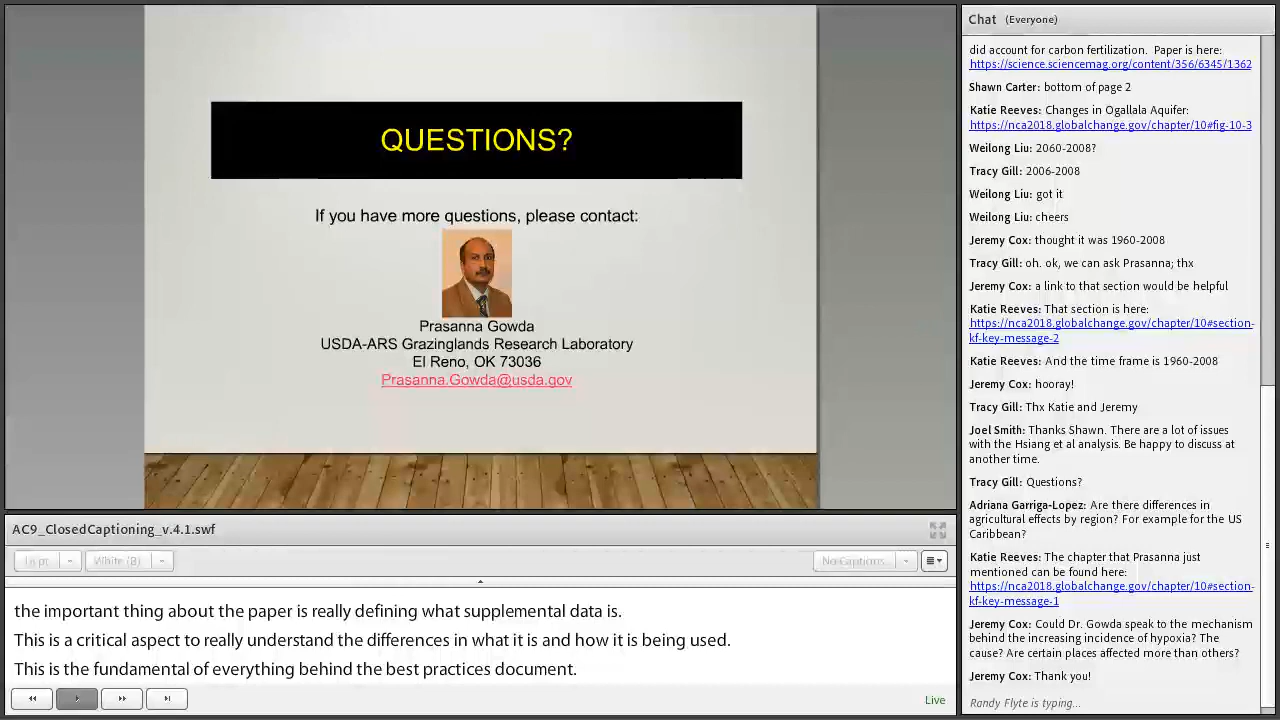 QUESTIONS?
If you have more questions, please contact:
Prasanna Gowda
USDA-ARS Grazinglands Research Laboratory
El Reno, OK 73036
Prasanna.Gowda@usda.gov
AC9_ClosedCaptioning_v.4.1.swf
16 pt
White (B)
No Captions
the important thing about the paper is really defining what supplemental data is.
This is a critical aspect to really understand the differences in what it is and how it is being used.
This is the fundamental of everything behind the best practices document.
Live
Chat (Everyone)
did account for carbon fertilization. Paper is here:
https://science.sciencemag.org/content/356/6345/1362
Shawn Carter: bottom of page 2
Katie Reeves: Changes in Ogallala Aquifer:
https://nca2018.globalchange.gov/chapter/10#fig-10-3
Weilong Liu: 2060-2008?
Tracy Gill: 2006-2008
Weilong Liu: got it
Weilong Liu: cheers
Jeremy Cox: thought it was 1960-2008
Tracy Gill: oh. ok, we can ask Prasanna; thx
Jeremy Cox: a link to that section would be helpful
Katie Reeves: That section is here:
https://nca2018.globalchange.gov/chapter/10#section-
kf-key-message-2
Katie Reeves: And the time frame is 1960-2008
Jeremy Cox: hooray!
Tracy Gill: Thx Katie and Jeremy
Joel Smith: Thanks Shawn. There are a lot of issues
with the Hsiang et al analysis. Be happy to discuss at
another time.
Tracy Gill: Questions?
Adriana Garriga-Lopez: Are there differences in
agricultural effects by region? For example for the US
Caribbean?
Katie Reeves: The chapter that Prasanna just
mentioned can be found here:
https://nca2018.globalchange.gov/chapter/10#section-
kf-key-message-1
Jeremy Cox: Could Dr. Gowda speak to the mechanism
behind the increasing incidence of hypoxia? The
cause? Are certain places affected more than others?
Jeremy Cox: Thank you!
Randy Flyte is typing...